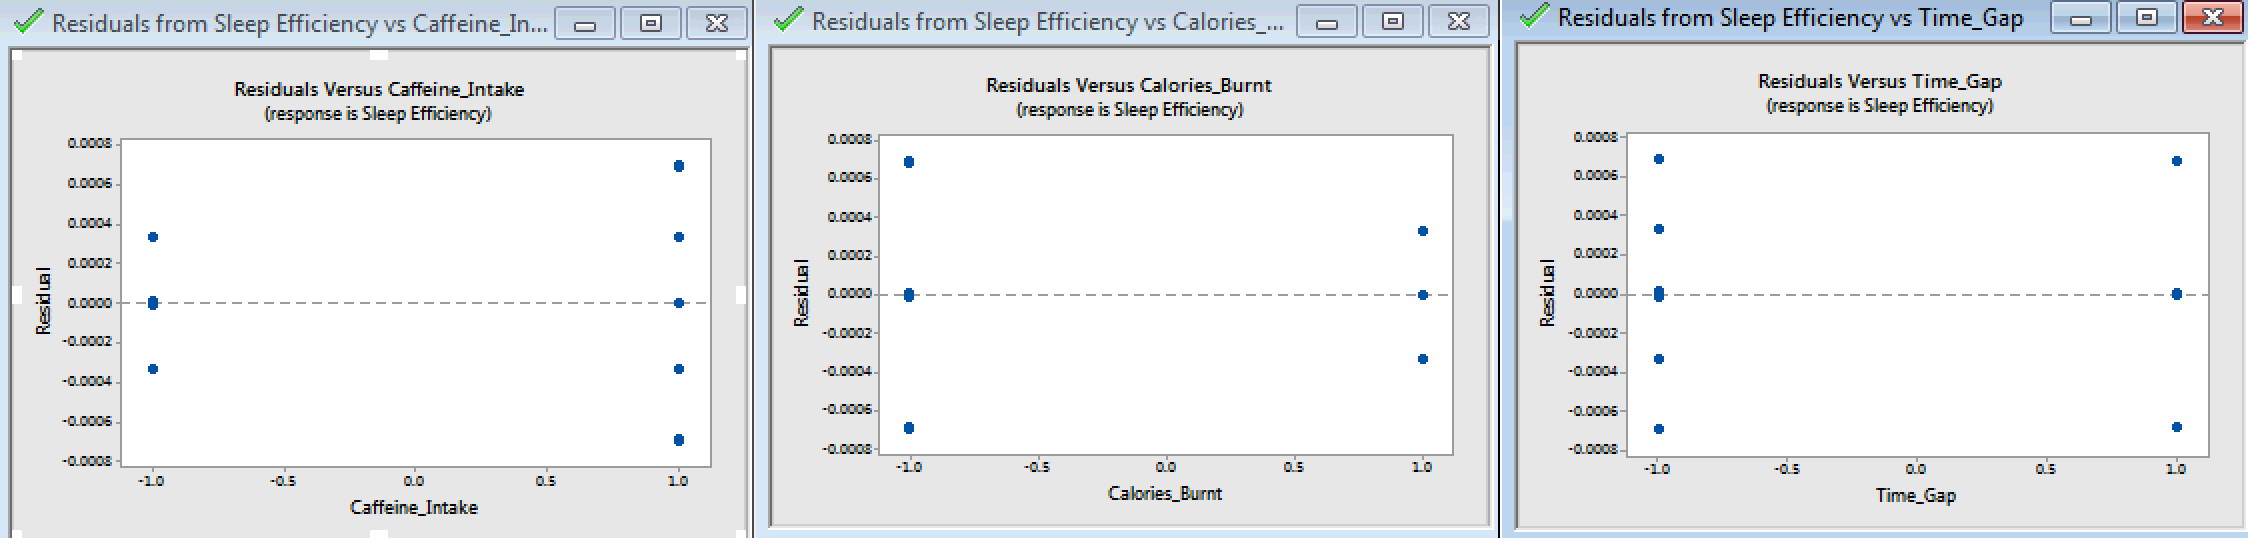 Residuals from Sleep Efficiency vs Caffeine_In...
Residuals Versus Caffeine_Intake
(response is Sleep Efficiency)
0.0008
0.0006
0.0004
0.0002
0.0000
-0.0002
-0.0004
-0.0006
-0.0008
Residual
-1.0 -0.5 0.0 0.5 1.0
Caffeine_Intake
Residuals from Sleep Efficiency vs Calories_...
Residuals Versus Calories_Burnt
(response is Sleep Efficiency)
0.0008
0.0006
0.0004
0.0002
0.0000
-0.0002
-0.0004
-0.0006
-0.0008
Residual
-1.0 -0.5 0.0 0.5 1.0
Calories_Burnt
Residuals from Sleep Efficiency vs Time_Gap
Residuals Versus Time_Gap
(response is Sleep Efficiency)
0.0008
0.0006
0.0004
0.0002
0.0000
-0.0002
-0.0004
-0.0006
-0.0008
Residual
-1.0 -0.5 0.0 0.5 1.0
Time_Gap